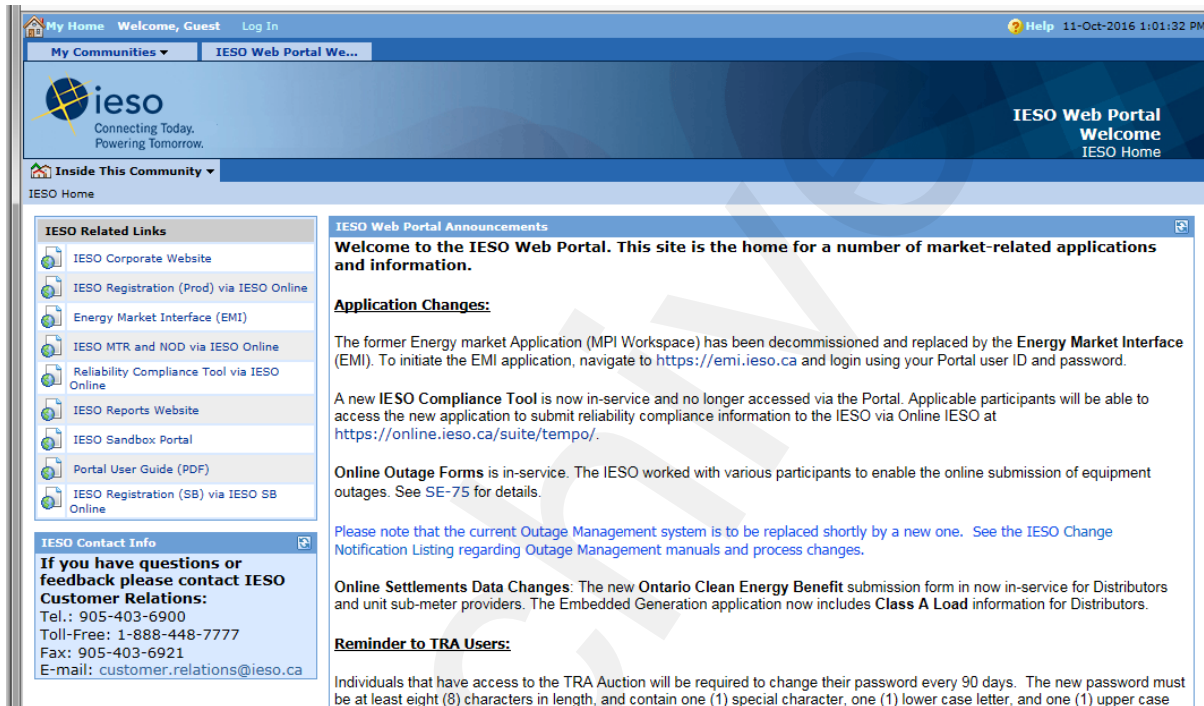 My Home Welcome, Guest Log In
Help 11-Oct-2016 1:01:32 PM
My Communities IESO Web Portal We...
ieso
Connecting Today.
Powering Tomorrow.
IESO Web Portal
Welcome
IESO Home
Inside This Community
IESO Home
IESO Related Links
IESO Corporate Website
IESO Registration (Prod) via IESO Online
Energy Market Interface (EMI)
IESO MTR and NOD via IESO Online
Reliability Compliance Tool via IESO
Online
IESO Reports Website
IESO Sandbox Portal
Portal User Guide (PDF)
IESO Registration (SB) via IESO SB
Online
IESO Contact Info
If you have questions or
feedback please contact IESO
Customer Relations:
Tel.: 905-403-6900
Toll-Free: 1-888-448-7777
Fax: 905-403-6921
E-mail: customer.relations@ieso.ca
IESO Web Portal Announcements
Welcome to the IESO Web Portal. This site is the home for a number of market-related applications
and information.
Application Changes:
The former Energy market Application (MPI Workspace) has been decommissioned and replaced by the Energy Market Interface
(EMI). To initiate the EMI application, navigate to https://emi.ieso.ca and login using your Portal user ID and password.
A new IESO Compliance Tool is now in-service and no longer accessed via the Portal. Applicable participants will be able to
access the new application to submit reliability compliance information to the IESO via Online IESO at
https://online.ieso.ca/suite/tempo/.
Online Outage Forms is in-service. The IESO worked with various participants to enable the online submission of equipment
outages. See SE-75 for details.
Please note that the current Outage Management system is to be replaced shortly by a new one. See the IESO Change
Notification Listing regarding Outage Management manuals and process changes.
Online Settlements Data Changes: The new Ontario Clean Energy Benefit submission form in now in-service for Distributors
and unit sub-meter providers. The Embedded Generation application now includes Class A Load information for Distributors.
Reminder to TRA Users:
Individuals that have access to the TRA Auction will be required to change their password every 90 days. The new password must
be at least eight (8) characters in length, and contain one (1) special character, one (1) lower case letter, and one (1) upper case